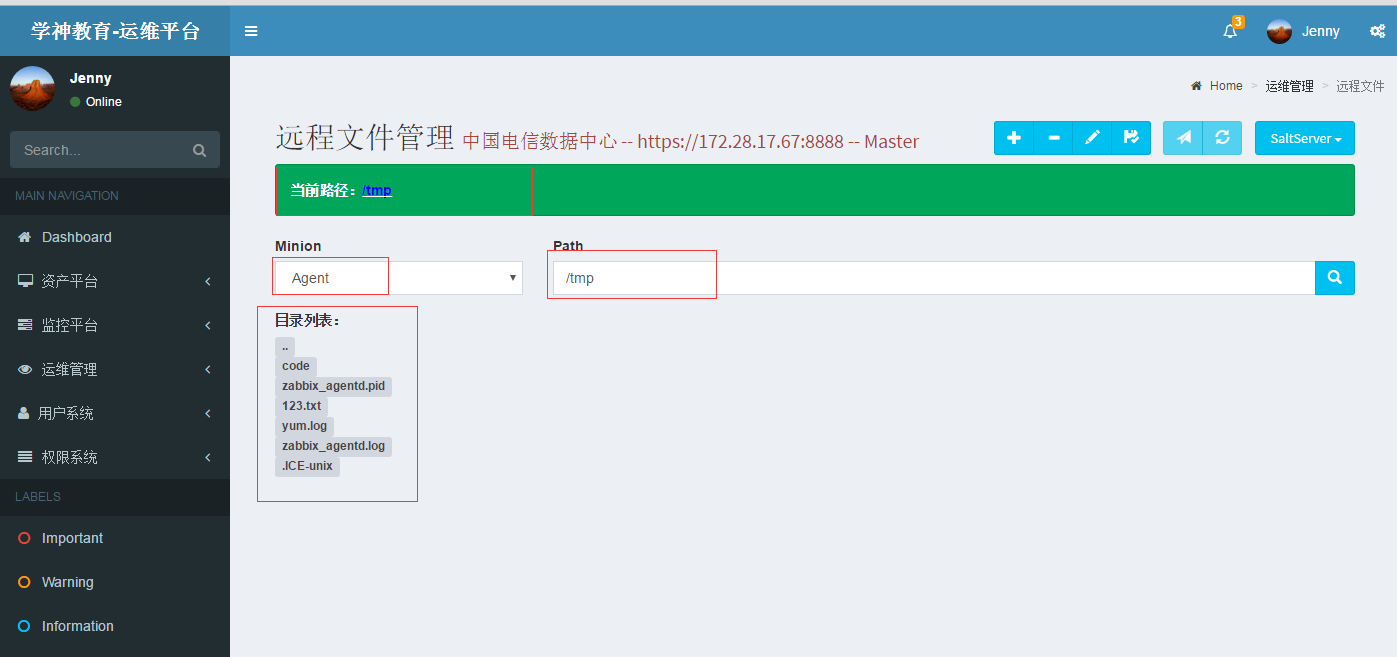 学神教育-运维平台
3
Jenny
Jenny
Online
Search...
MAIN NAVIGATION
Dashboard
资产平台
监控平台
运维管理
用户系统
权限系统
LABELS
Important
Warning
Information
Home > 运维管理 > 远程文件
远程文件管理 中国电信数据中心 -- https://172.28.17.67:8888 -- Master
SaltServer
当前路径：/tmp
Minion
Path
Agent
/tmp
目录列表：
..
code
zabbix_agentd.pid
123.txt
yum.log
zabbix_agentd.log
.ICE-unix